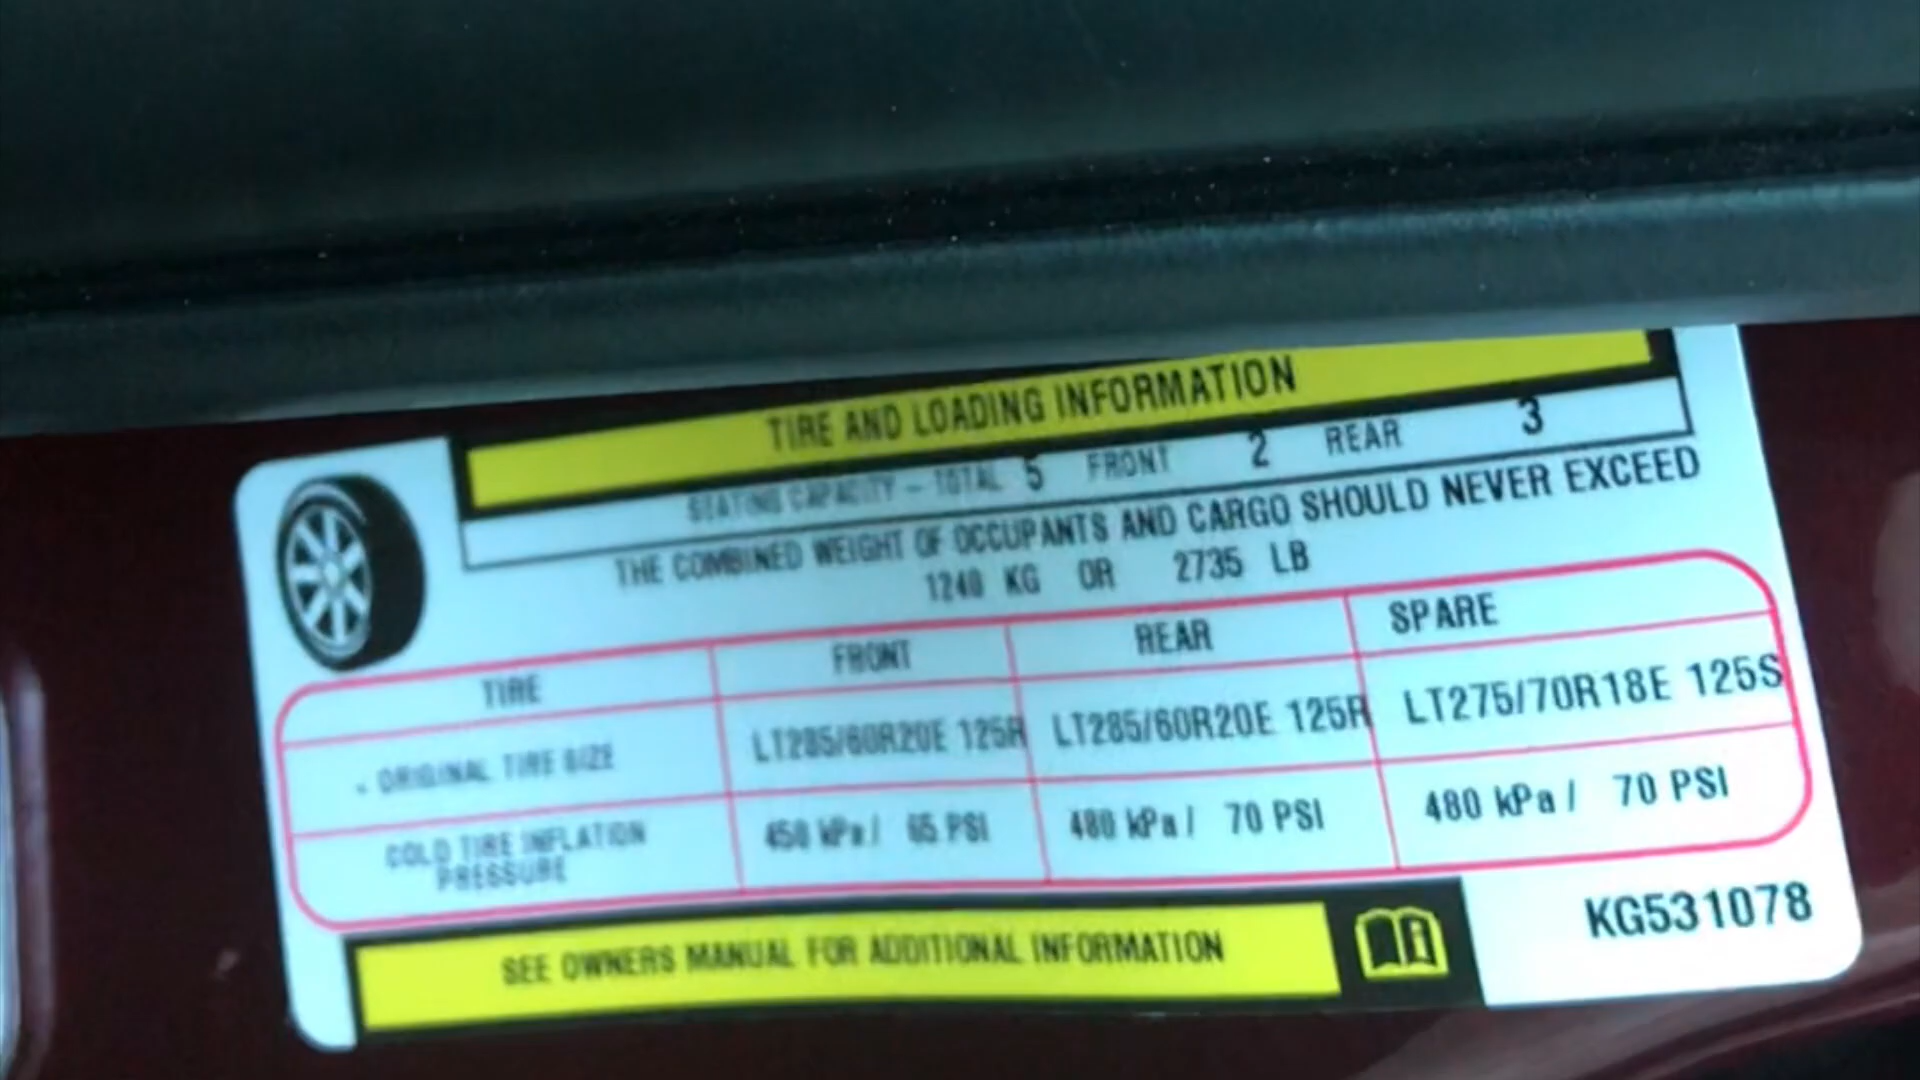 TIRE AND LOADING INFORMATION
SEATING CAPACITY - TOTAL 5 FRONT 2 REAR 3
THE COMBINED WEIGHT OF OCCUPANTS AND CARGO SHOULD NEVER EXCEED
1240 KG OR 2735 LB
TIRE FRONT REAR SPARE
ORIGINAL TIRE SIZE LT285/60R20E 125R LT285/60R20E 125R LT275/70R18E 125S
COLD TIRE INFLATION
PRESSURE 450 kPa / 65 PSI 480 kPa / 70 PSI 480 kPa / 70 PSI
SEE OWNERS MANUAL FOR ADDITIONAL INFORMATION
KG531078